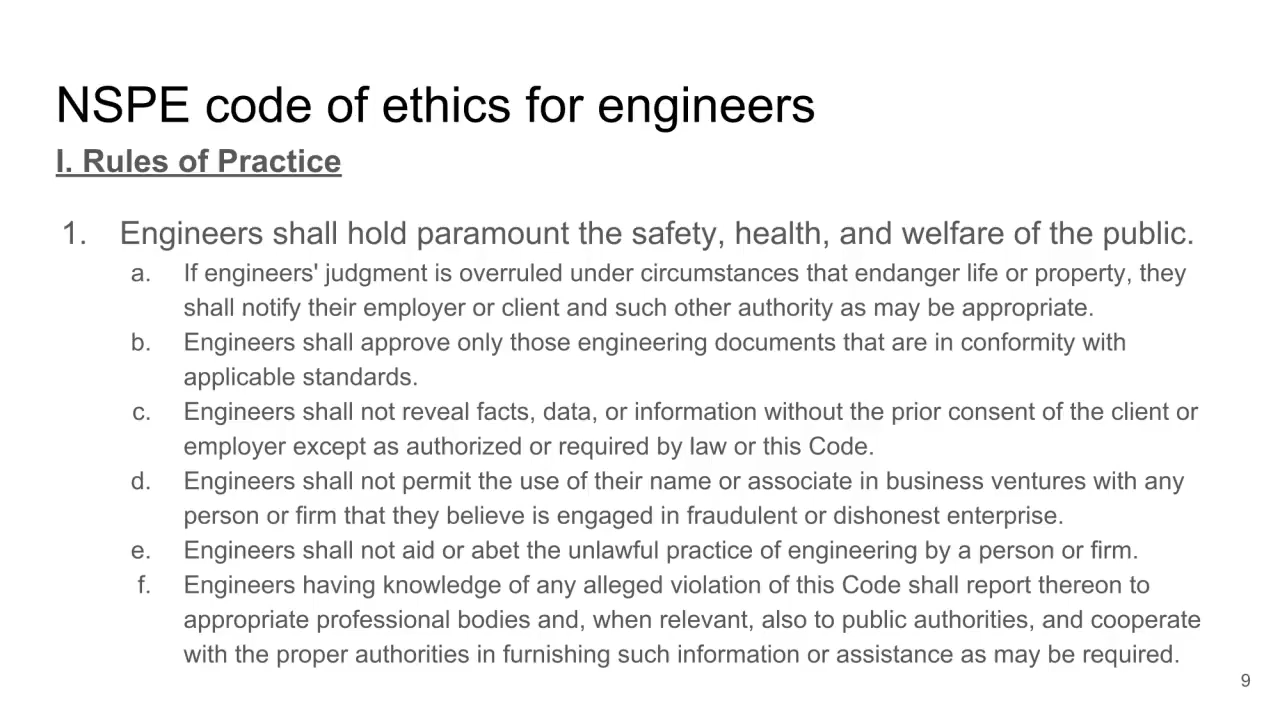 NSPE code of ethics for engineers
I. Rules of Practice
1. Engineers shall hold paramount the safety, health, and welfare of the public.
a. If engineers' judgment is overruled under circumstances that endanger life or property, they
shall notify their employer or client and such other authority as may be appropriate.
b. Engineers shall approve only those engineering documents that are in conformity with
applicable standards.
c. Engineers shall not reveal facts, data, or information without the prior consent of the client or
employer except as authorized or required by law or this Code.
d. Engineers shall not permit the use of their name or associate in business ventures with any
person or firm that they believe is engaged in fraudulent or dishonest enterprise.
e. Engineers shall not aid or abet the unlawful practice of engineering by a person or firm.
f. Engineers having knowledge of any alleged violation of this Code shall report thereon to
appropriate professional bodies and, when relevant, also to public authorities, and cooperate
with the proper authorities in furnishing such information or assistance as may be required.
9